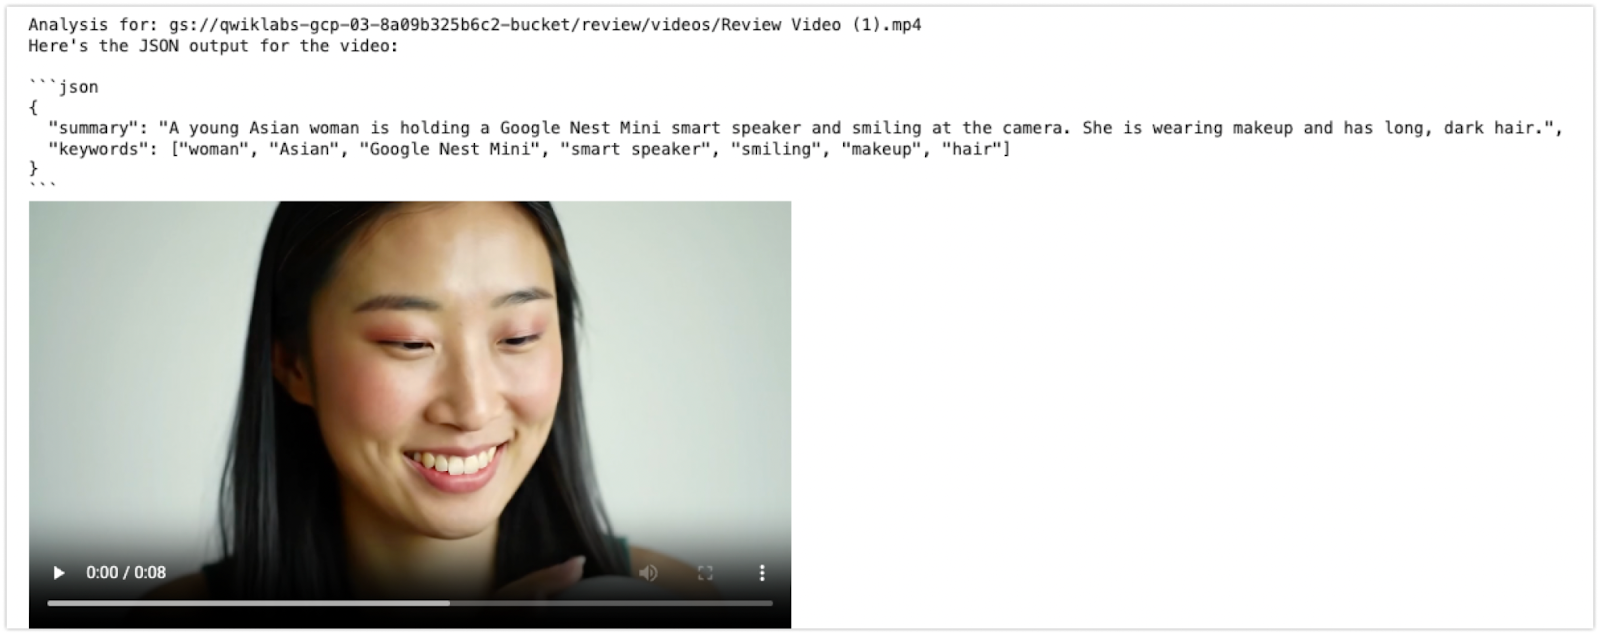 Analysis for: gs://qwiklabs-gcp-03-8a09b325b6c2-bucket/review/videos/Review Video (1).mp4
Here's the JSON output for the video:
```json
{
"summary": "A young Asian woman is holding a Google Nest Mini smart speaker and smiling at the camera. She is wearing makeup and has long, dark hair.",
"keywords": ["woman", "Asian", "Google Nest Mini", "smart speaker", "smiling", "makeup", "hair"]
}
```
0:00 / 0:08